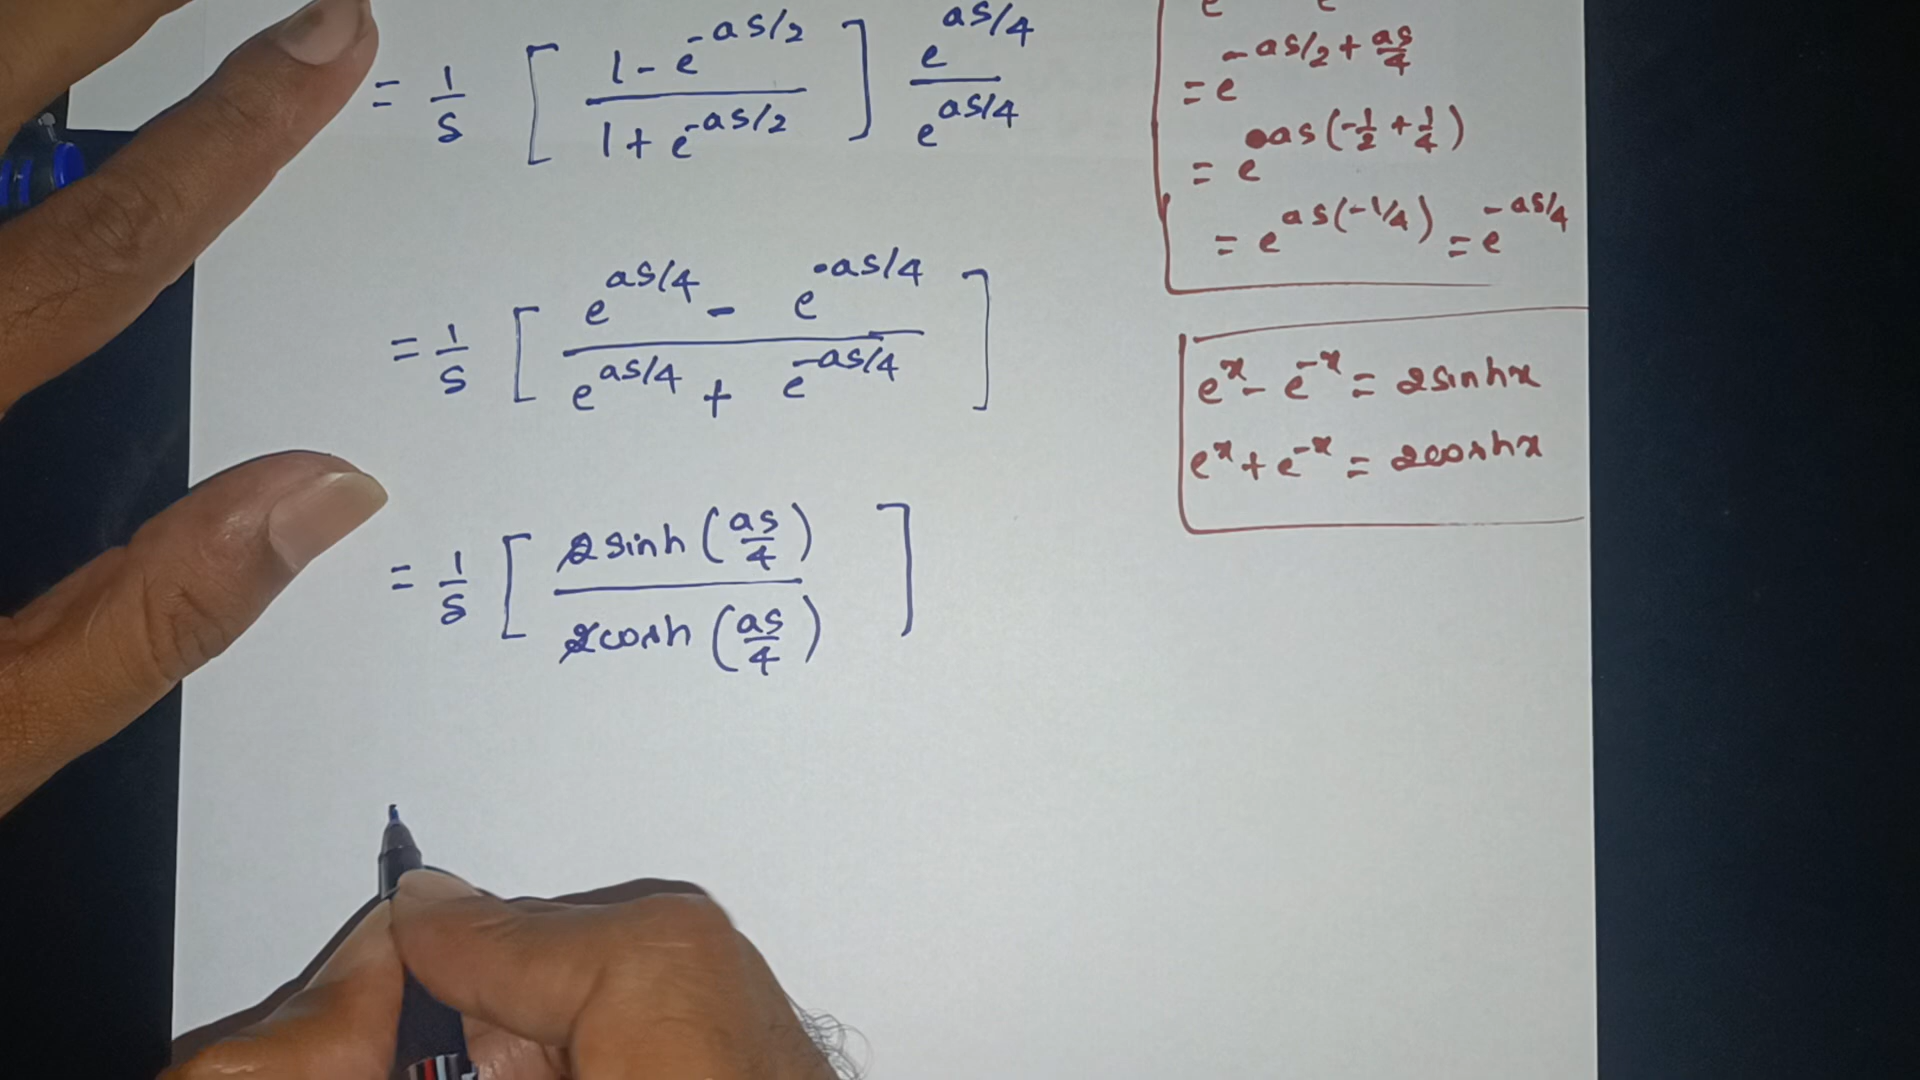 = 1/s [ (1 - e^(-as/2)) / (1 + e^(-as/2)) ] e^(as/4) / e^(as/4)
= 1/s [ (e^(as/4) - e^(-as/4)) / (e^(as/4) + e^(-as/4)) ]
= 1/s [ 2 sinh (as/4) / 2 cosh (as/4) ]
= e^(-as/2 + as/4)
= e^(as(-1/2 + 1/4))
= e^(as(-1/4)) = e^(-as/4)
e^x - e^(-x) = 2 sinhx
e^x + e^(-x) = 2 coshx